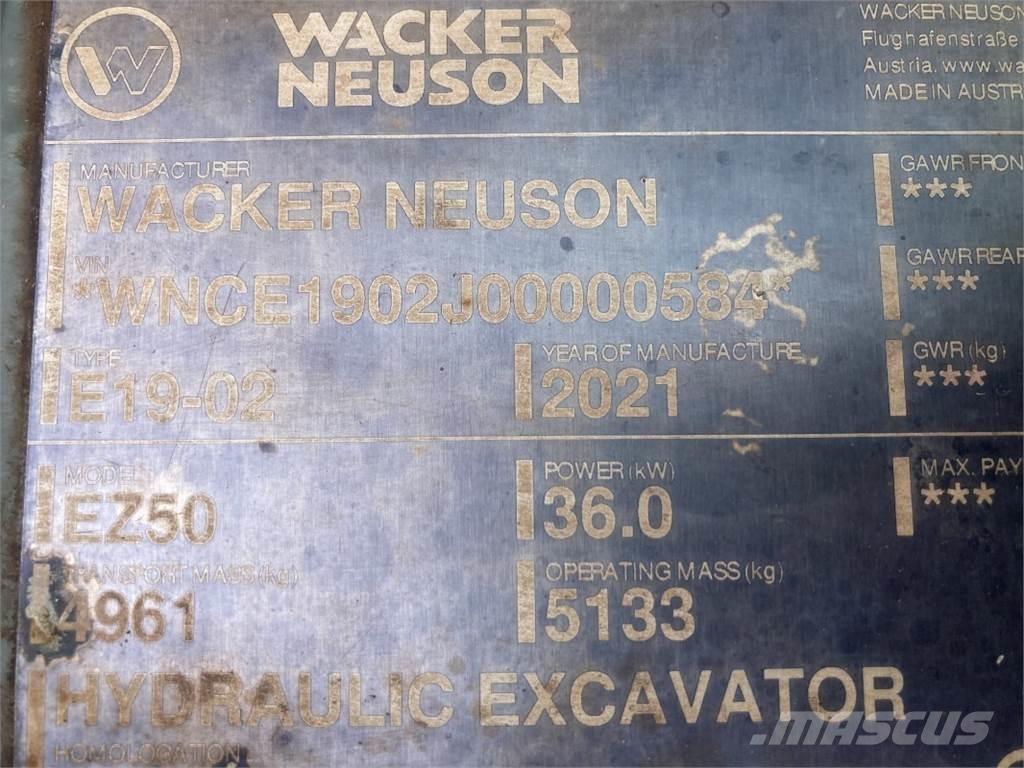 WACKER
NEUSON
WACKER NEUSON
Flughafenstraße
Austria. www.wa
MADE IN AUSTR
MANUFACTURER
WACKER NEUSON
GAWR FRON
***
VIN
*WNCE1902J00000584*
GAWR REAR
***
TYPE
E19-02
YEAR OF MANUFACTURE
2021
GWR (kg)
***
MODEL
EZ50
POWER (kW)
36.0
MAX. PAY
***
TRANSPORT MASS (kg)
4961
OPERATING MASS (kg)
5133
HYDRAULIC EXCAVATOR
HOMOLOGATION
MASCUS